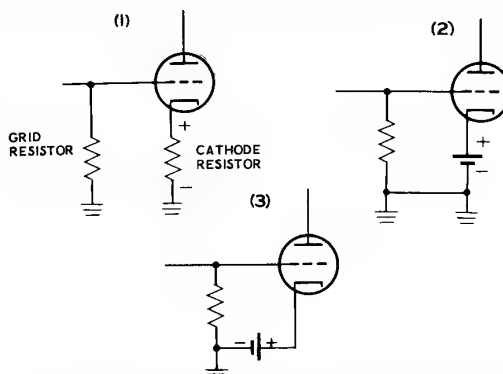 (1)
(2)
GRID
RESISTOR
+
CATHODE
RESISTOR
-
+
-
(3)
- +